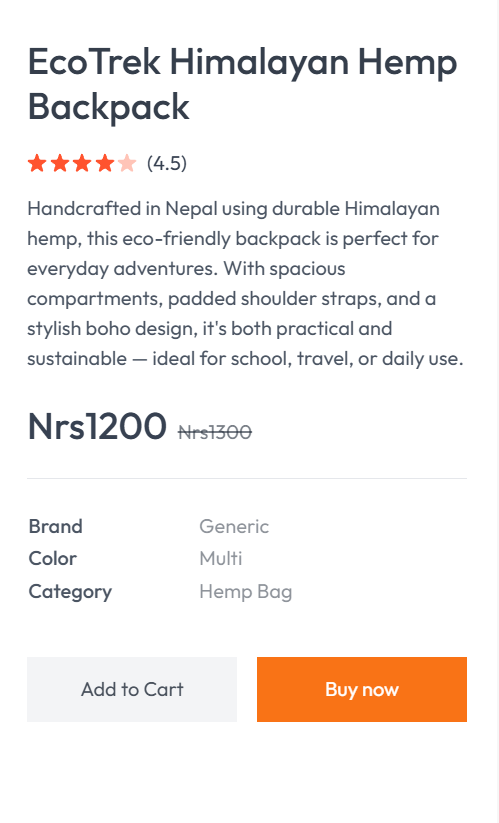 EcoTrek Himalayan Hemp
Backpack
(4.5)
Handcrafted in Nepal using durable Himalayan
hemp, this eco-friendly backpack is perfect for
everyday adventures. With spacious
compartments, padded shoulder straps, and a
stylish boho design, it's both practical and
sustainable — ideal for school, travel, or daily use.
Nrs1200 Nrs1300
Brand Generic
Color Multi
Category Hemp Bag
Add to Cart Buy now